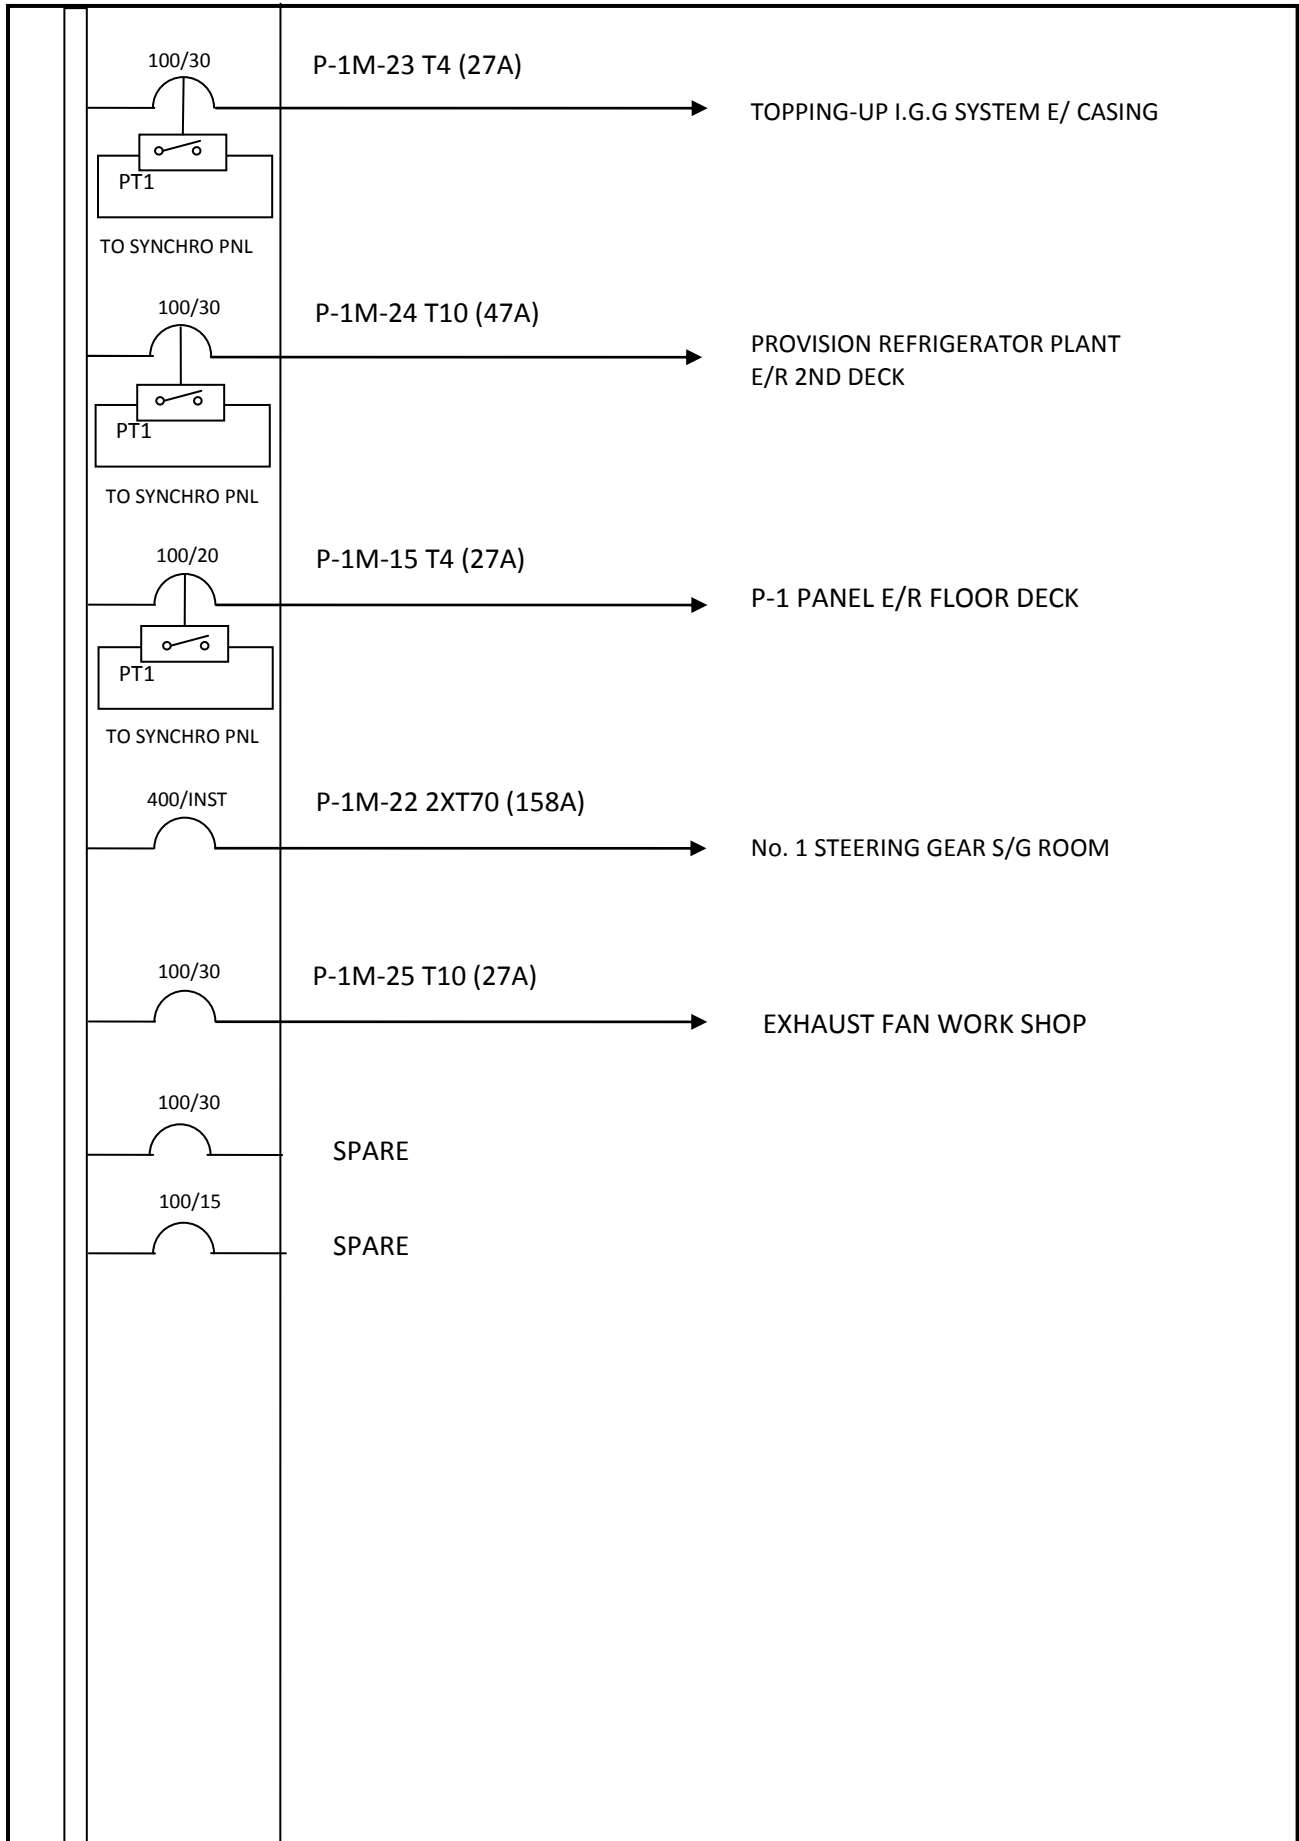 100/30
P-1M-23 T4 (27A)
TOPPING-UP I.G.G SYSTEM E/ CASING
PT1
TO SYNCHRO PNL
100/30
P-1M-24 T10 (47A)
PROVISION REFRIGERATOR PLANT
E/R 2ND DECK
PT1
TO SYNCHRO PNL
100/20
P-1M-15 T4 (27A)
P-1 PANEL E/R FLOOR DECK
PT1
TO SYNCHRO PNL
400/INST
P-1M-22 2XT70 (158A)
No. 1 STEERING GEAR S/G ROOM
100/30
P-1M-25 T10 (27A)
EXHAUST FAN WORK SHOP
100/30
SPARE
100/15
SPARE